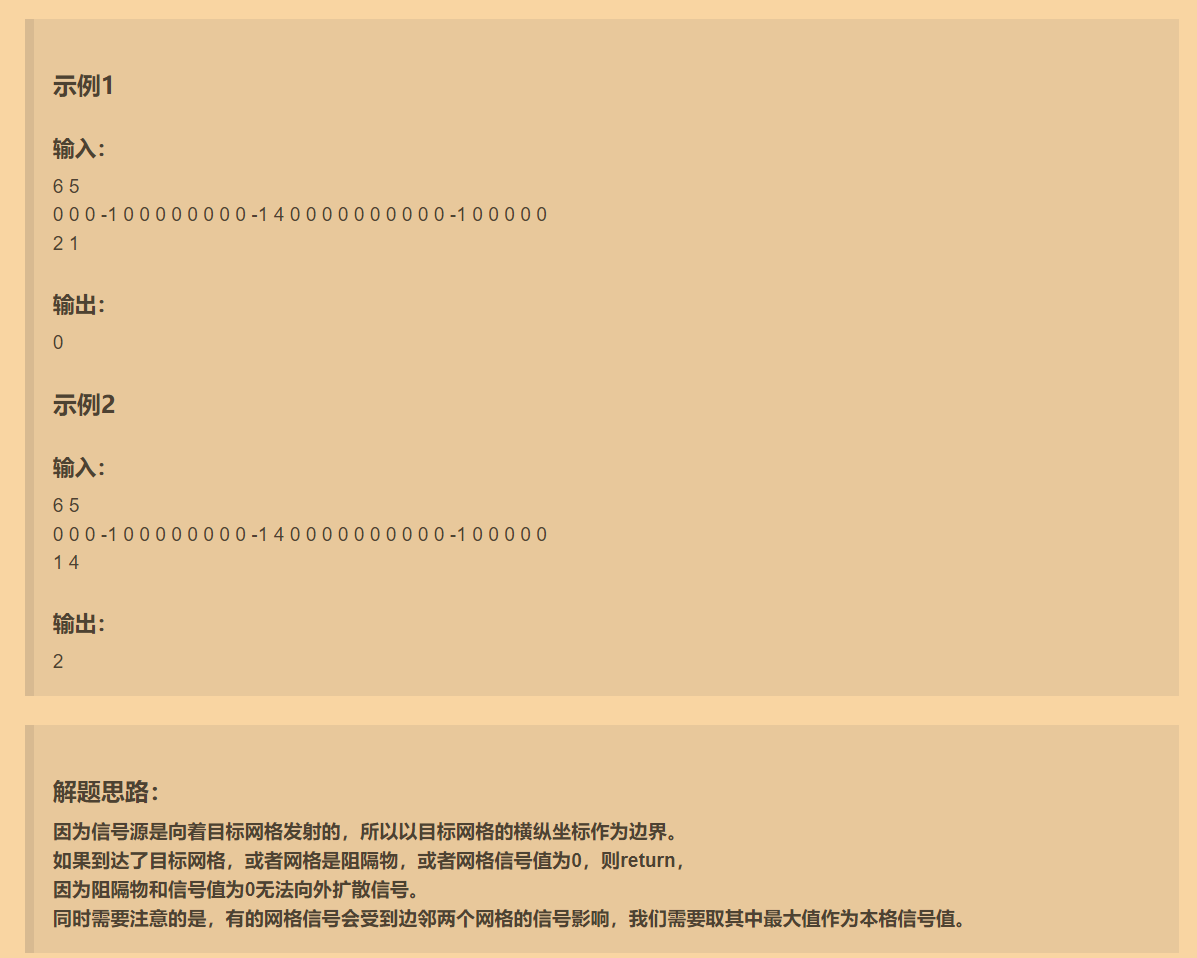 示例1
输入：
6 5
0 0 0 -1 0 0 0 0 0 0 0 0 -1 4 0 0 0 0 0 0 0 0 0 0 -1 0 0 0 0 0
2 1
输出：
0
示例2
输入：
6 5
0 0 0 -1 0 0 0 0 0 0 0 0 -1 4 0 0 0 0 0 0 0 0 0 0 -1 0 0 0 0 0
1 4
输出：
2
解题思路：
因为信号源是向着目标网格发射的，所以以目标网格的横纵坐标作为边界。
如果到达了目标网格，或者网格是阻隔物，或者网格信号值为0，则return，
因为阻隔物和信号值为0无法向外扩散信号。
同时需要注意的是，有的网格信号会受到边邻两个网格的信号影响，我们需要取其中最大值作为本格信号值。